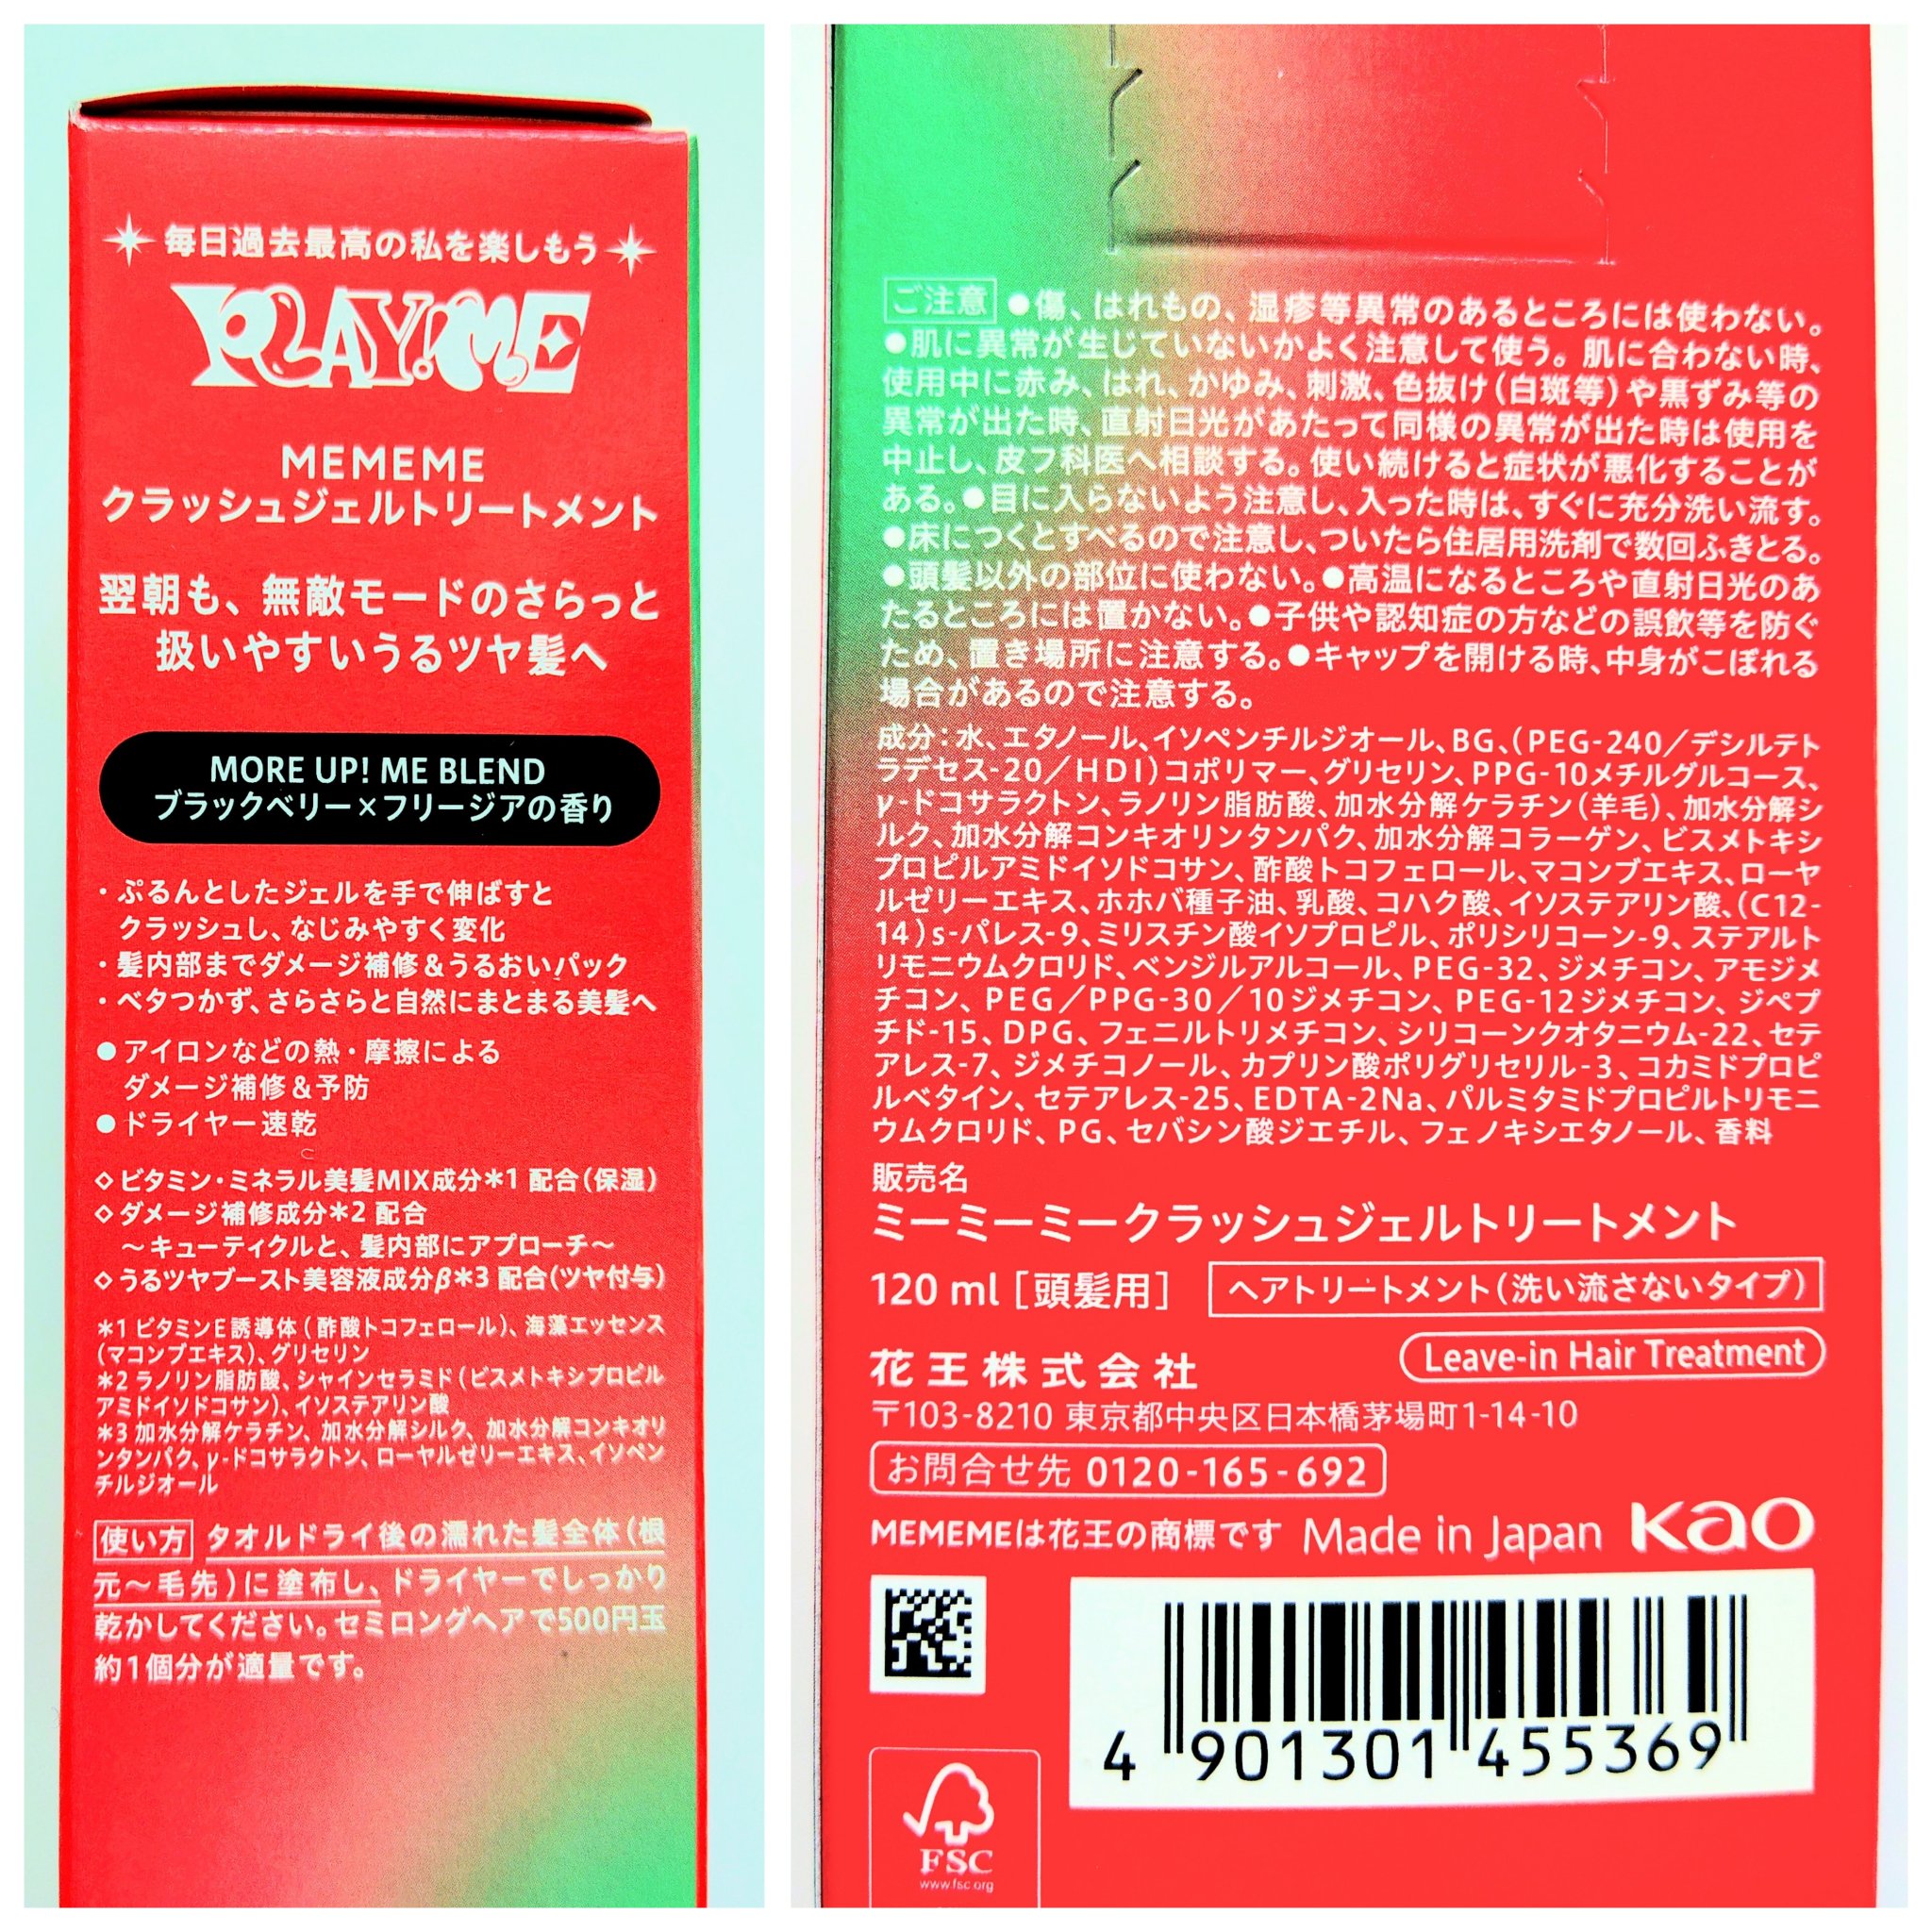 毎日過去最高の私を楽しもう
PLAY!ME
MEMEME
クラッシュジェルトリートメント
翌朝も、無敵モードのさらっと
扱いやすいうるツヤ髪へ
MORE UP! ME BLEND
ブラックベリー×フリージアの香り
・ぷるんとしたジェルを手で伸ばすと
クラッシュし、なじみやすく変化
・髪内部までダメージ補修&うるおいパック
・ベタつかず、さらさらと自然にまとまる美髪へ
●アイロンなどの熱・摩擦による
ダメージ補修&予防
●ドライヤー速乾
◇ビタミン・ミネラル美髪MIX成分*1 配合(保湿)
◇ダメージ補修成分*2 配合
～キューティクルと、髪内部にアプローチ～
◇うるツヤブースト美容液成分β*3 配合(ツヤ付与)
*1 ビタミンE誘導体(酢酸トコフェロール)、海藻エッセンス
(マコンブエキス)、グリセリン
*2 ラノリン脂肪酸、シャインセラミド(ビスメトキシプロピル
アミドイソドコサン)、イソステアリン酸
*3 加水分解ケラチン、加水分解シルク、加水分解コンキオリ
ンタンパク、γ-ドコサラクトン、ローヤルゼリーエキス、イソペン
チルジオール
使い方 タオルドライ後の濡れた髪全体(根
元～毛先)に塗布し、ドライヤーでしっかり
乾かしてください。セミロングヘアで500円玉
約1個分が適量です。
ご注意 ●傷、はれもの、湿疹等異常のあるところには使わない。
●肌に異常が生じていないかよく注意して使う。肌に合わない時、
使用中に赤み、はれ、かゆみ、刺激、色抜け(白斑等)や黒ずみ等の
異常が出た時、直射日光があたって同様の異常が出た時は使用を
中止し、皮フ科医へ相談する。使い続けると症状が悪化することが
ある。●目に入らないよう注意し、入った時は、すぐに充分洗い流す。
●床につくとすべるので注意し、ついたら住居用洗剤で数回ふきとる。
●頭髪以外の部位に使わない。●高温になるところや直射日光のあ
たるところには置かない。●子供や認知症の方などの誤飲等を防ぐ
ため、置き場所に注意する。●キャップを開ける時、中身がこぼれる
場合があるので注意する。
成分:水、エタノール、イソペンチルジオール、BG、(PEG-240/デシルテト
ラデセス-20/HDI)コポリマー、グリセリン、PPG-10メチルグルコース、
γ-ドコサラクトン、ラノリン脂肪酸、加水分解ケラチン(羊毛)、加水分解シ
ルク、加水分解コンキオリンタンパク、加水分解コラーゲン、ビスメトキシ
プロピルアミドイソドコサン、酢酸トコフェロール、マコンブエキス、ローヤ
ルゼリーエキス、ホホバ種子油、乳酸、コハク酸、イソステアリン酸、(C12-
14)s-パレス-9、ミリスチン酸イソプロピル、ポリシリコーン-9、ステアルト
リモニウムクロリド、ベンジルアルコール、PEG-32、ジメチコン、アモジメ
チコン、PEG/PPG-30/10ジメチコン、PEG-12ジメチコン、ジペプ
チド-15、DPG、フェニルトリメチコン、シリコーンクオタニウム-22、セテ
アレス-7、ジメチコノール、カプリン酸ポリグリセリル-3、コカミドプロピ
ルベタイン、セテアレス-25、EDTA-2Na、パルミタミドプロピルトリモニ
ウムクロリド、PG、セバシン酸ジエチル、フェノキシエタノール、香料
販売名
ミーミーミークラッシュジェルトリートメント
120 ml [頭髪用] ヘアトリートメント(洗い流さないタイプ)
花王株式会社 Leave-in Hair Treatment
〒103-8210 東京都中央区日本橋茅場町1-14-10
お問合せ先 0120-165-692
MEMEMEは花王の商標です Made in Japan Kao
4 901301 455369
FSC
www.fsc.org